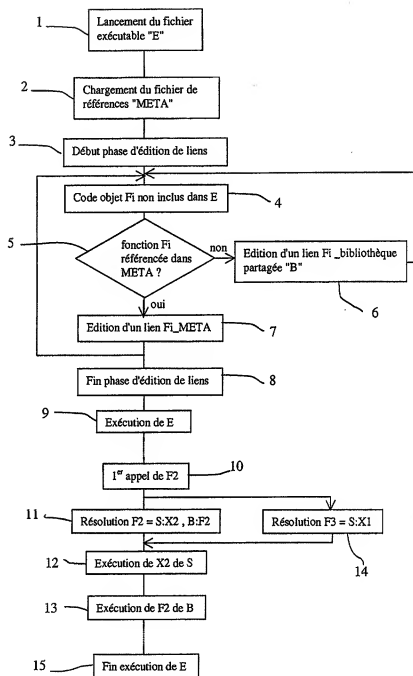 1
Lancement du fichier
exécutable "E"
2
Chargement du fichier de
références "META"
3
Début phase d'édition de liens
Code objet Fi non inclus dans E
4
5
fonction Fi
référencée dans
META ?
non
Edition d'un lien Fi _bibliothèque
partagée "B"
6
oui
Edition d'un lien Fi_META
7
Fin phase d'édition de liens
8
9
Exécution de E
1er appel de F2
10
11
Résolution F2 = S:X2 , B:F2
Résolution F3 = S:X1
14
12
Exécution de X2 de S
13
Exécution de F2 de B
15
Fin exécution de E